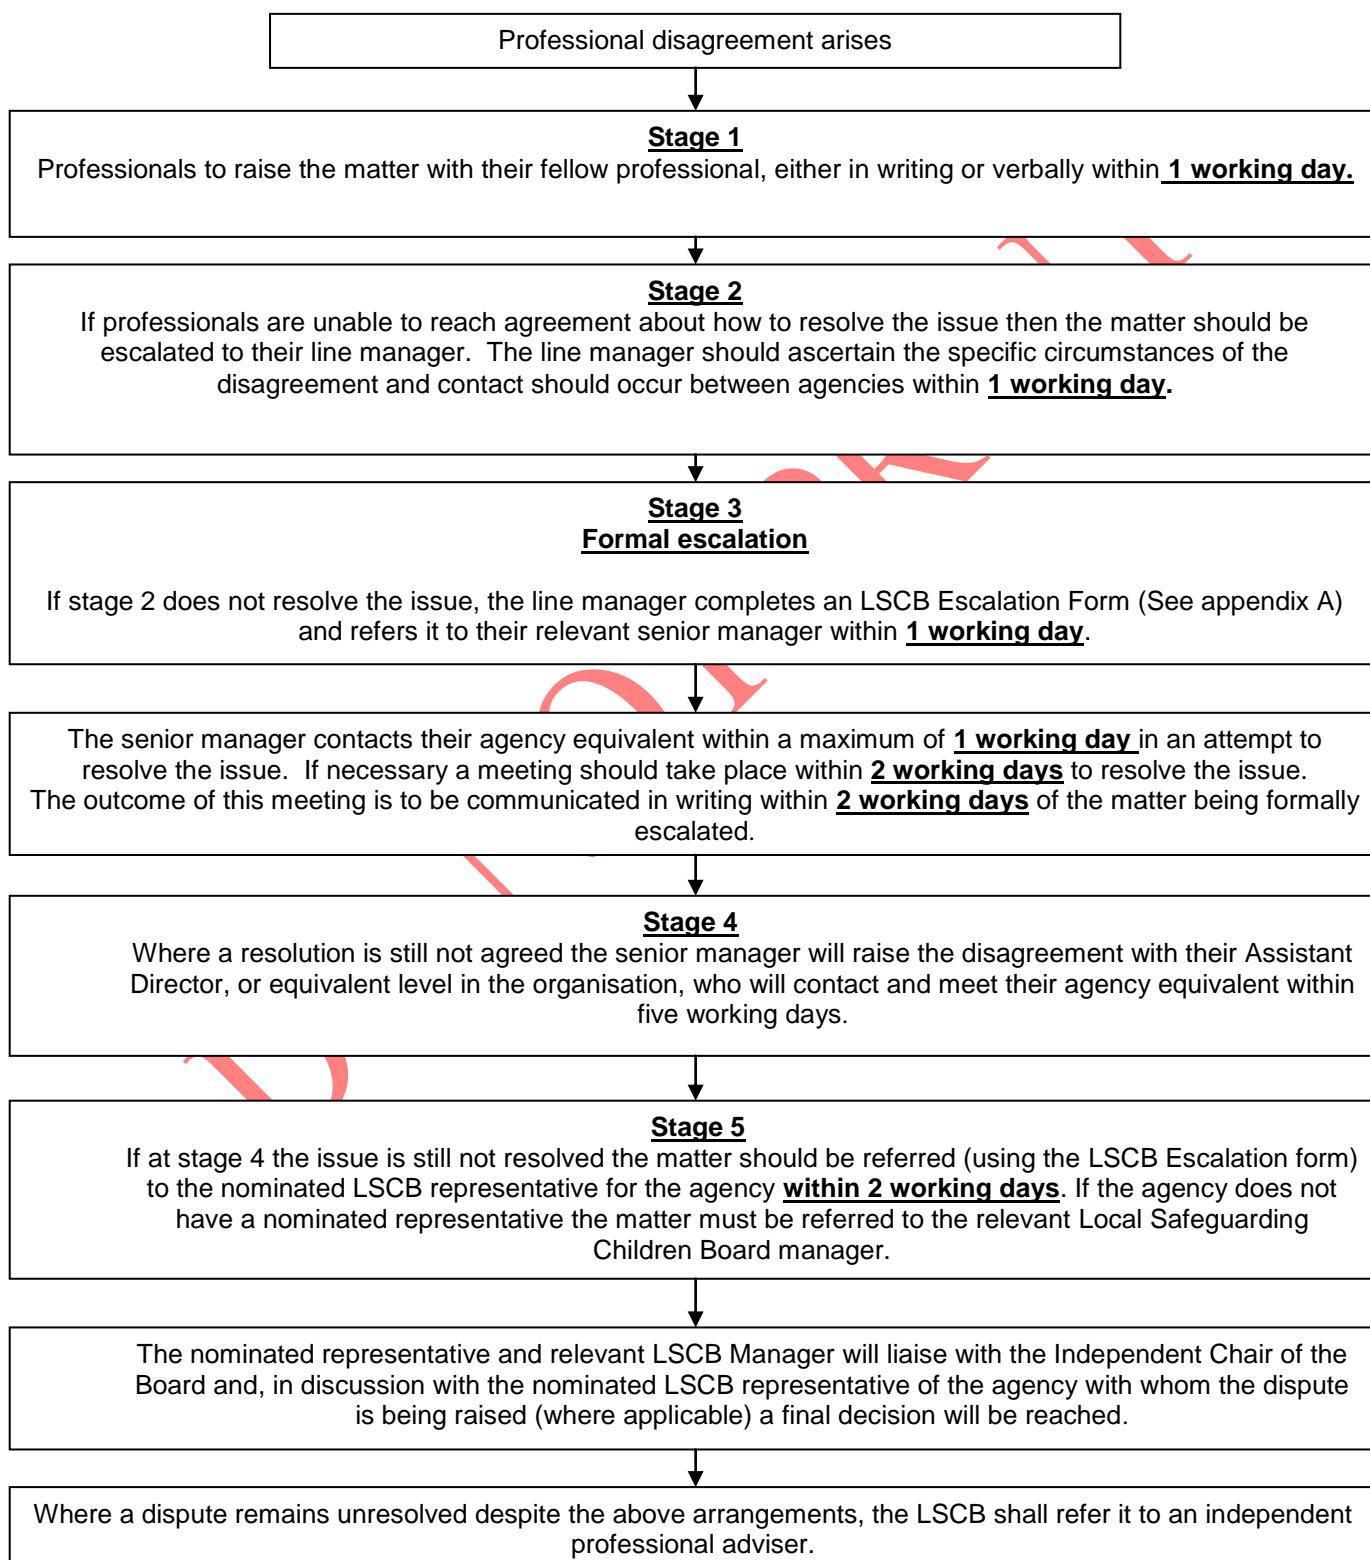 Professional disagreement arises
Stage 1
Professionals to raise the matter with their fellow professional, either in writing or verbally within 1 working day.
Stage 2
If professionals are unable to reach agreement about how to resolve the issue then the matter should be
escalated to their line manager.  The line manager should ascertain the specific circumstances of the
disagreement and contact should occur between agencies within 1 working day.
Stage 3
Formal escalation
If stage 2 does not resolve the issue, the line manager completes an LSCB Escalation Form (See appendix A)
and refers it to their relevant senior manager within 1 working day.
The senior manager contacts their agency equivalent within a maximum of 1 working day in an attempt to
resolve the issue.  If necessary a meeting should take place within 2 working days to resolve the issue.
The outcome of this meeting is to be communicated in writing within 2 working days of the matter being formally
escalated.
Stage 4
Where a resolution is still not agreed the senior manager will raise the disagreement with their Assistant
Director, or equivalent level in the organisation, who will contact and meet their agency equivalent within
five working days.
Stage 5
If at stage 4 the issue is still not resolved the matter should be referred (using the LSCB Escalation form)
to the nominated LSCB representative for the agency within 2 working days. If the agency does not
have a nominated representative the matter must be referred to the relevant Local Safeguarding
Children Board manager.
The nominated representative and relevant LSCB Manager will liaise with the Independent Chair of the
Board and, in discussion with the nominated LSCB representative of the agency with whom the dispute
is being raised (where applicable) a final decision will be reached.
Where a dispute remains unresolved despite the above arrangements, the LSCB shall refer it to an independent
professional adviser.